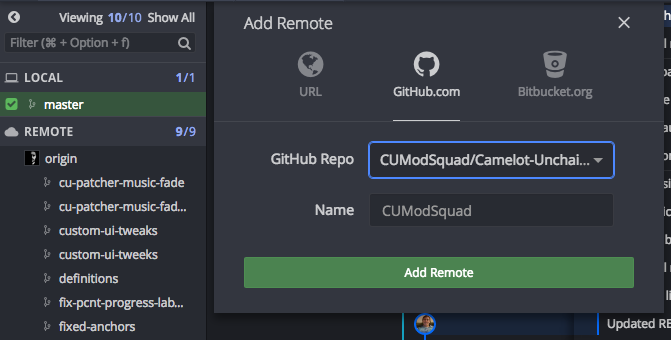 Viewing 10/10 Show All
Filter (⌘ + Option + f)
LOCAL 1/1
master
REMOTE 9/9
origin
cu-patcher-music-fade
cu-patcher-music-fad...
custom-ui-tweaks
custom-ui-tweeks
definitions
fix-pcnt-progress-lab...
fixed-anchors
Add Remote
URL
GitHub.com
Bitbucket.org
GitHub Repo CUModSquad/Camelot-Unchai...
Name CUModSquad
Add Remote
Updated RE